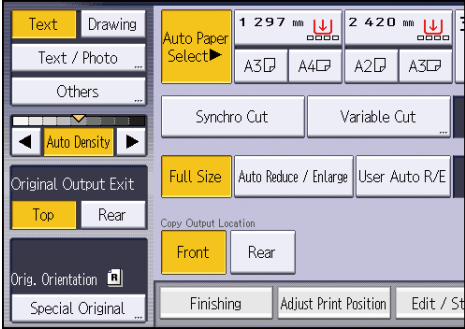 Text Drawing
Text / Photo ...
Others ...
Auto Density
Original Output Exit
Top Rear
Orig. Orientation R
Special Original ...
Auto Paper
Select▶
1 297 mm 2 420 mm
A3 A4 A2 A3
Synchro Cut Variable Cut ...
Full Size Auto Reduce / Enlarge User Auto R/E
Copy Output Location
Front Rear
Finishing Adjust Print Position Edit / St